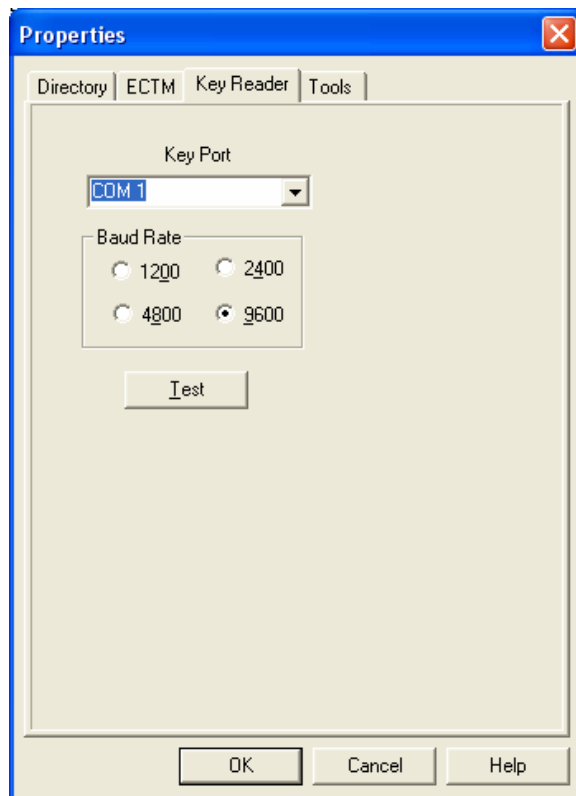 Properties
Directory ECTM Key Reader Tools
Key Port
COM 1
Baud Rate
1200 2400
4800 9600
Test
OK Cancel Help